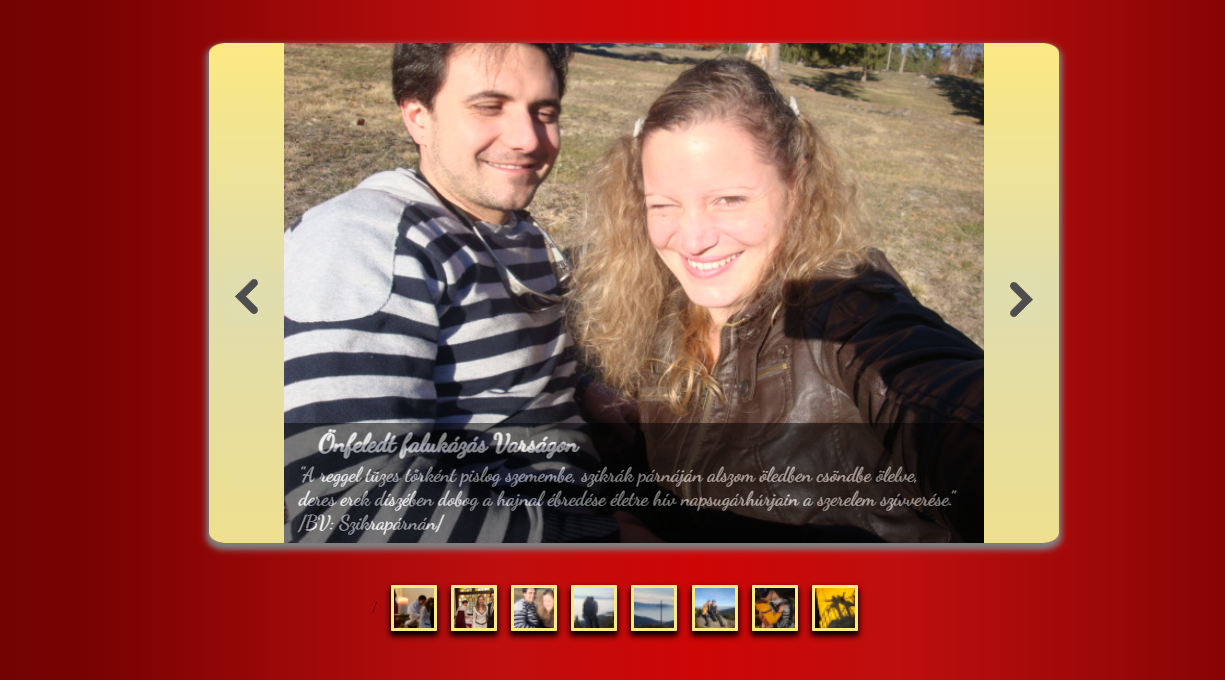 Önfeledt falukázás Varságon
"A reggel tüzes tőrként pislog szemembe, szikrák párnáján alszom öledben csöndbe ölelve,
deres erek díszében dobog a hajnal ébredése életre hív napsugárhúrjain a szerelem szívverése."
[BV: Szikrapárnán]